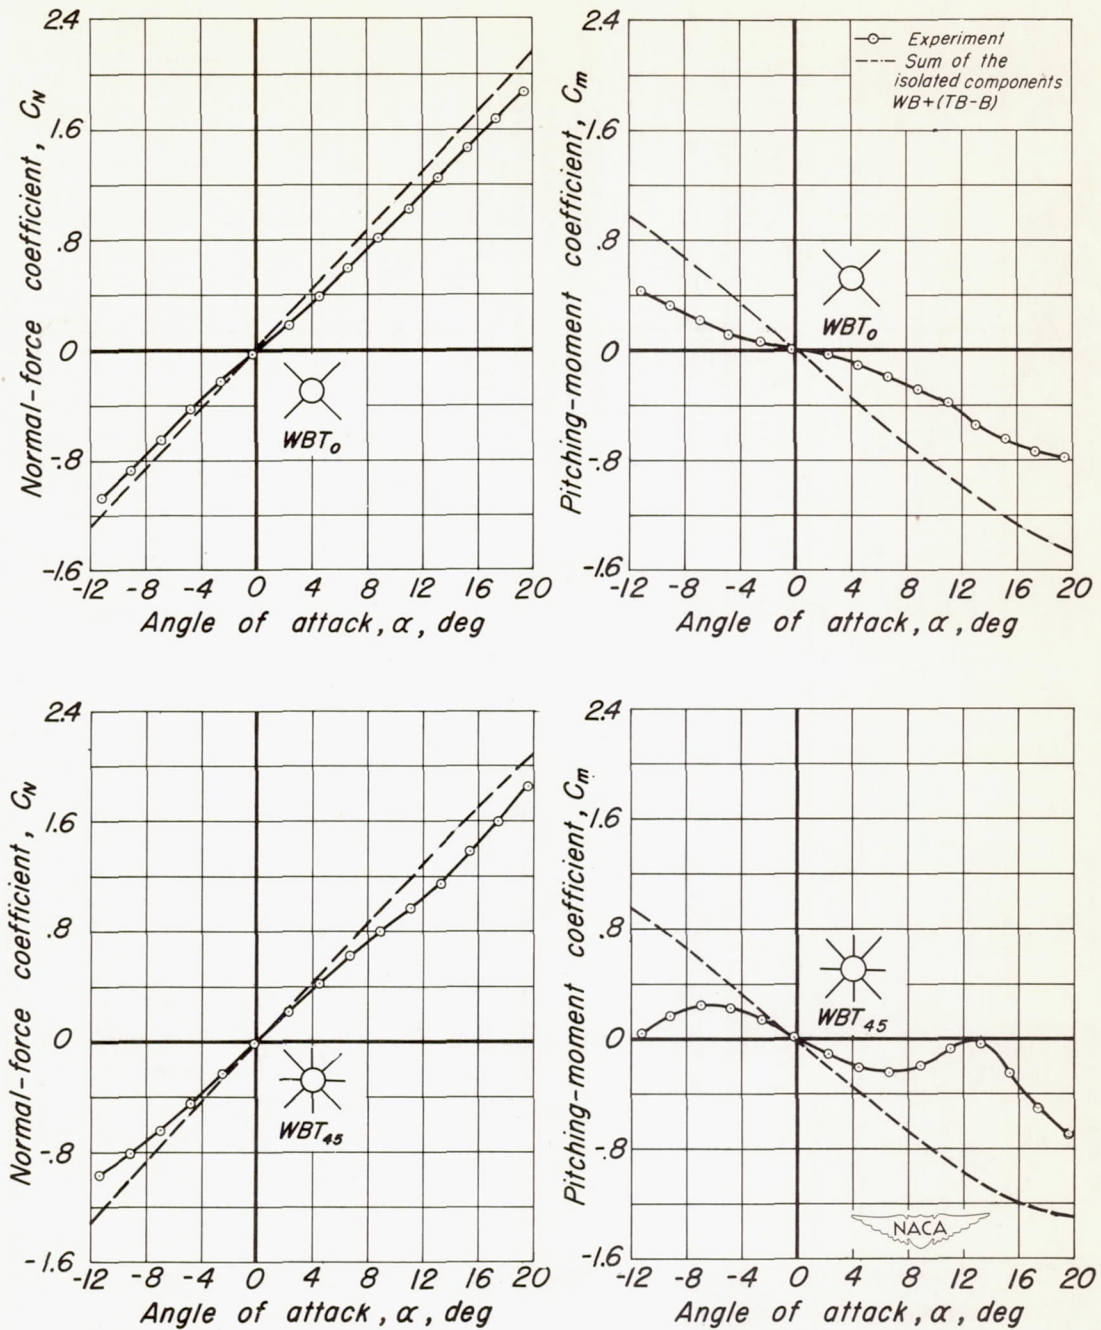 2.4
1.6
.8
0
-.8
-1.6
Normal-force coefficient, C_N
WBT_0
-12 -8 -4 0 4 8 12 16 20
Angle of attack, α, deg
2.4
1.6
.8
0
-.8
-1.6
Pitching-moment coefficient, C_m
Experiment
Sum of the
isolated components
WB+(TB-B)
WBT_0
-12 -8 -4 0 4 8 12 16 20
Angle of attack, α, deg
2.4
1.6
.8
0
-.8
-1.6
Normal-force coefficient, C_N
WBT_45
-12 -8 -4 0 4 8 12 16 20
Angle of attack, α, deg
2.4
1.6
.8
0
-.8
-1.6
Pitching-moment coefficient, C_m
WBT_45
NACA
-12 -8 -4 0 4 8 12 16 20
Angle of attack, α, deg